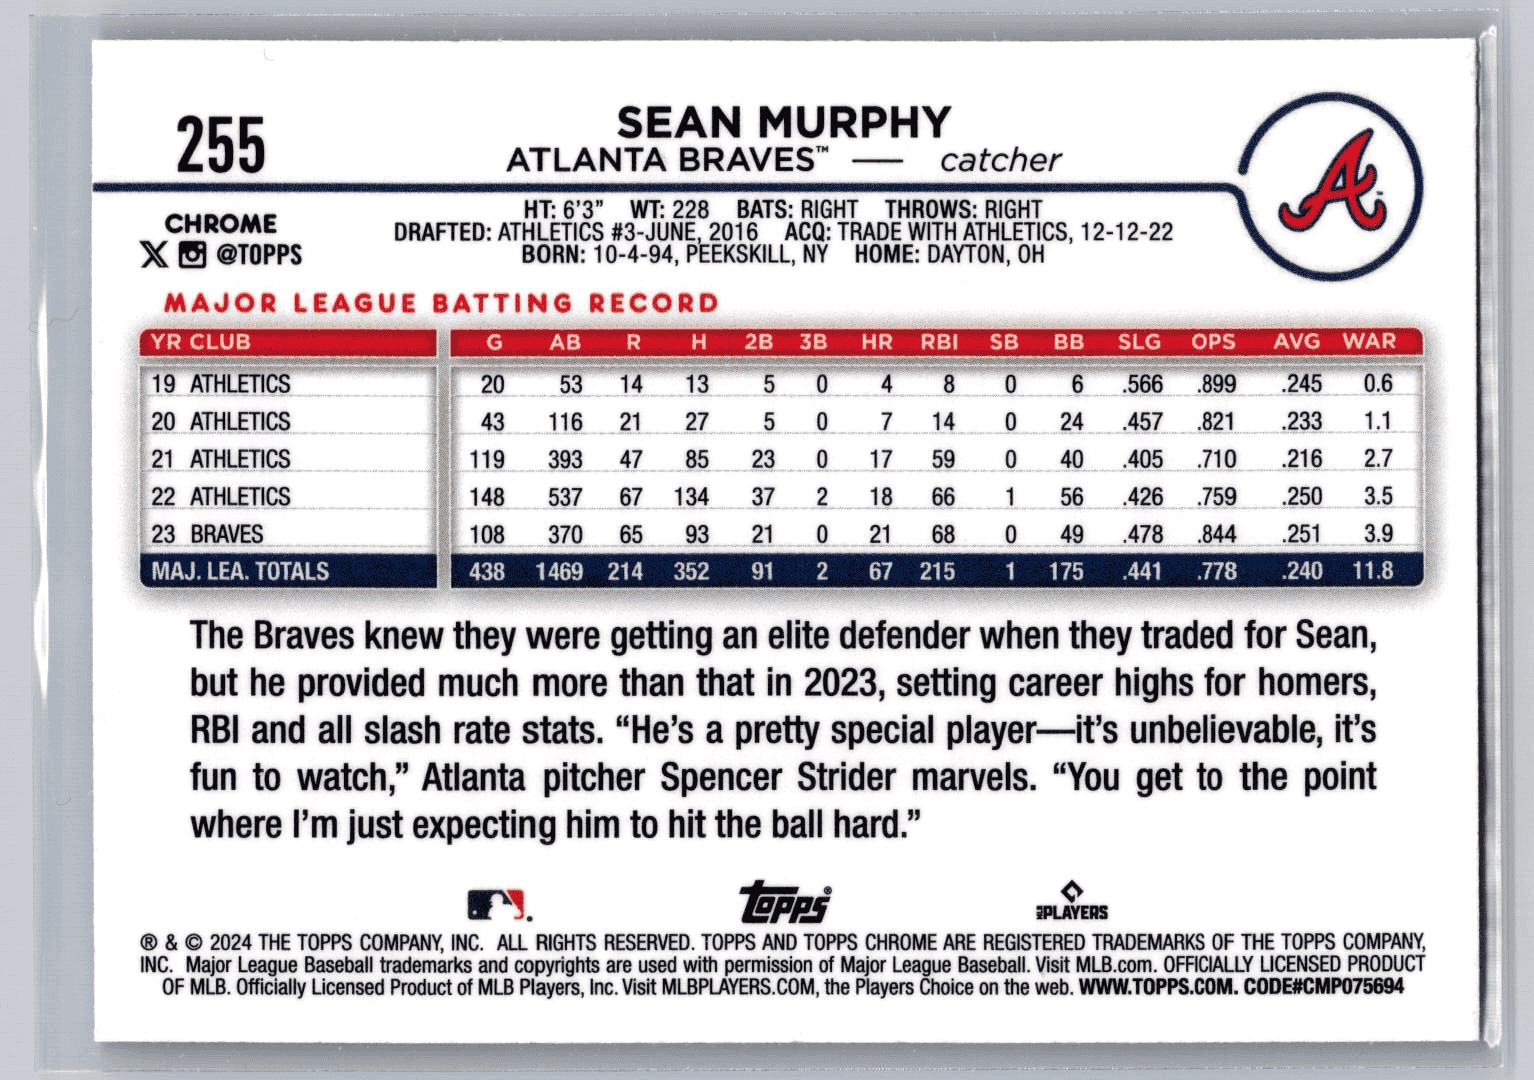 255
SEAN MURPHY
ATLANTA BRAVES™ — catcher
A
CHROME
X @TOPPS
HT: 6'3" WT: 228 BATS: RIGHT THROWS: RIGHT
DRAFTED: ATHLETICS #3-JUNE, 2016 ACQ: TRADE WITH ATHLETICS, 12-12-22
BORN: 10-4-94, PEEKSKILL, NY HOME: DAYTON, OH
MAJOR LEAGUE BATTING RECORD
YR CLUB G AB R H 2B 3B HR RBI SB BB SLG OPS AVG WAR
19 ATHLETICS 20 53 14 13 5 0 4 8 0 6 .566 .899 .245 0.6
20 ATHLETICS 43 116 21 27 5 0 7 14 0 24 .457 .821 .233 1.1
21 ATHLETICS 119 393 47 85 23 0 17 59 0 40 .405 .710 .216 2.7
22 ATHLETICS 148 537 67 134 37 2 18 66 1 56 .426 .759 .250 3.5
23 BRAVES 108 370 65 93 21 0 21 68 0 49 .478 .844 .251 3.9
MAJ. LEA. TOTALS 438 1469 214 352 91 2 67 215 1 175 .441 .778 .240 11.8
The Braves knew they were getting an elite defender when they traded for Sean,
but he provided much more than that in 2023, setting career highs for homers,
RBI and all slash rate stats. “He’s a pretty special player—it’s unbelievable, it’s
fun to watch,” Atlanta pitcher Spencer Strider marvels. “You get to the point
where I’m just expecting him to hit the ball hard.”
Topps® PLAYERS
® & © 2024 THE TOPPS COMPANY, INC. ALL RIGHTS RESERVED. TOPPS AND TOPPS CHROME ARE REGISTERED TRADEMARKS OF THE TOPPS COMPANY,
INC. Major League Baseball trademarks and copyrights are used with permission of Major League Baseball. Visit MLB.com. OFFICIALLY LICENSED PRODUCT
OF MLB. Officially Licensed Product of MLB Players, Inc. Visit MLBPLAYERS.COM, the Players Choice on the web. WWW.TOPPS.COM. CODE#CMP075694